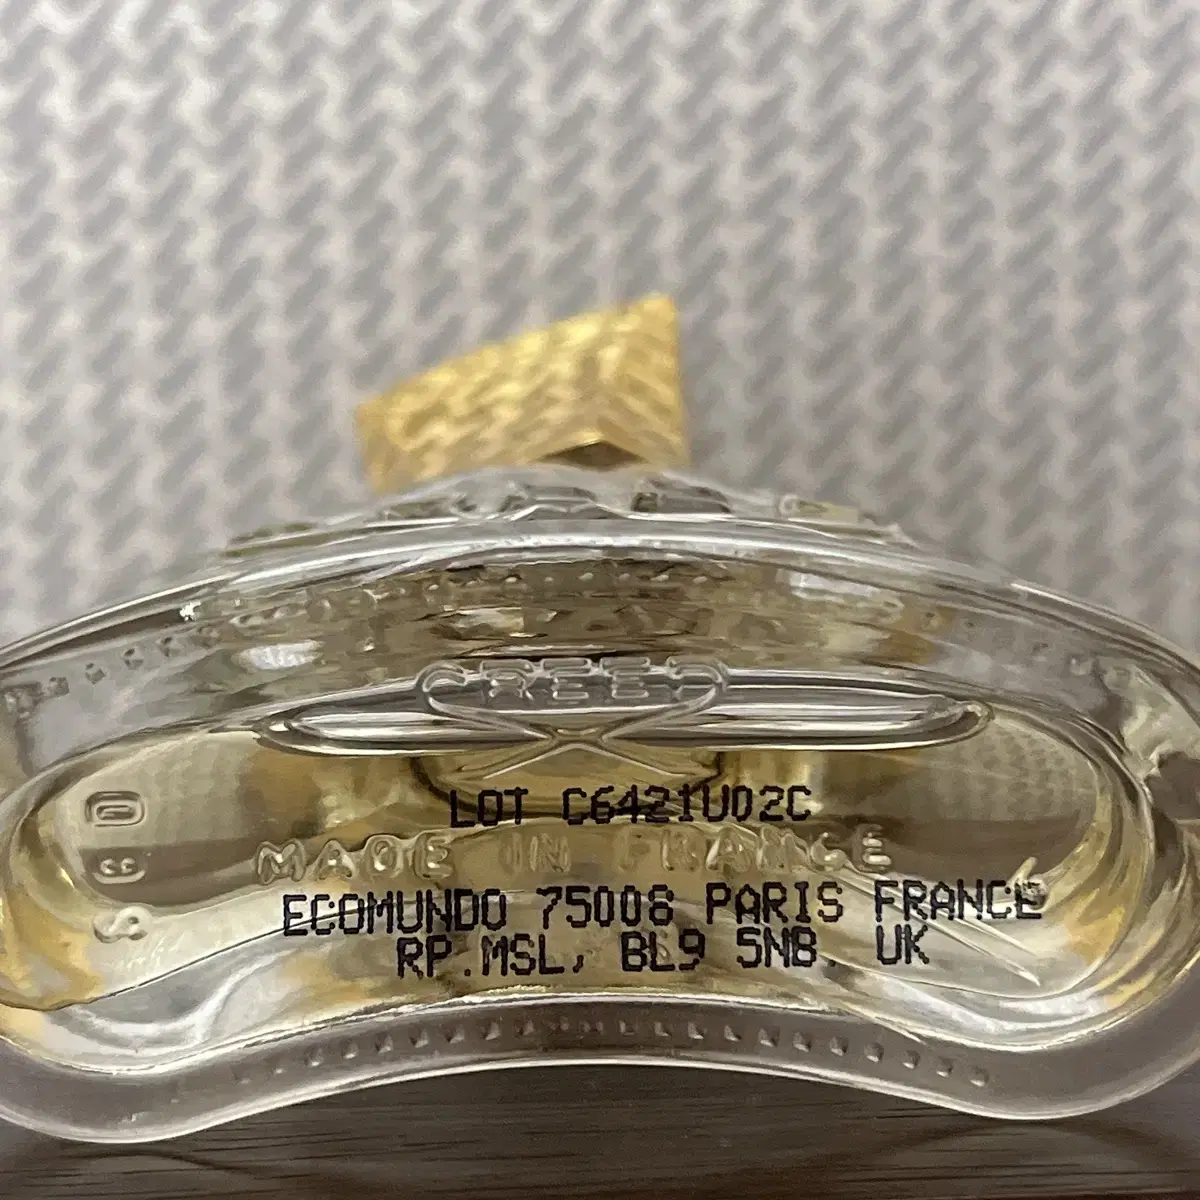 CREED
LOT C6421U02C
MADE IN FRANCE
ECOMUNDO 75008 PARIS FRANCE
RP.MSL, BL9 5NB, UK